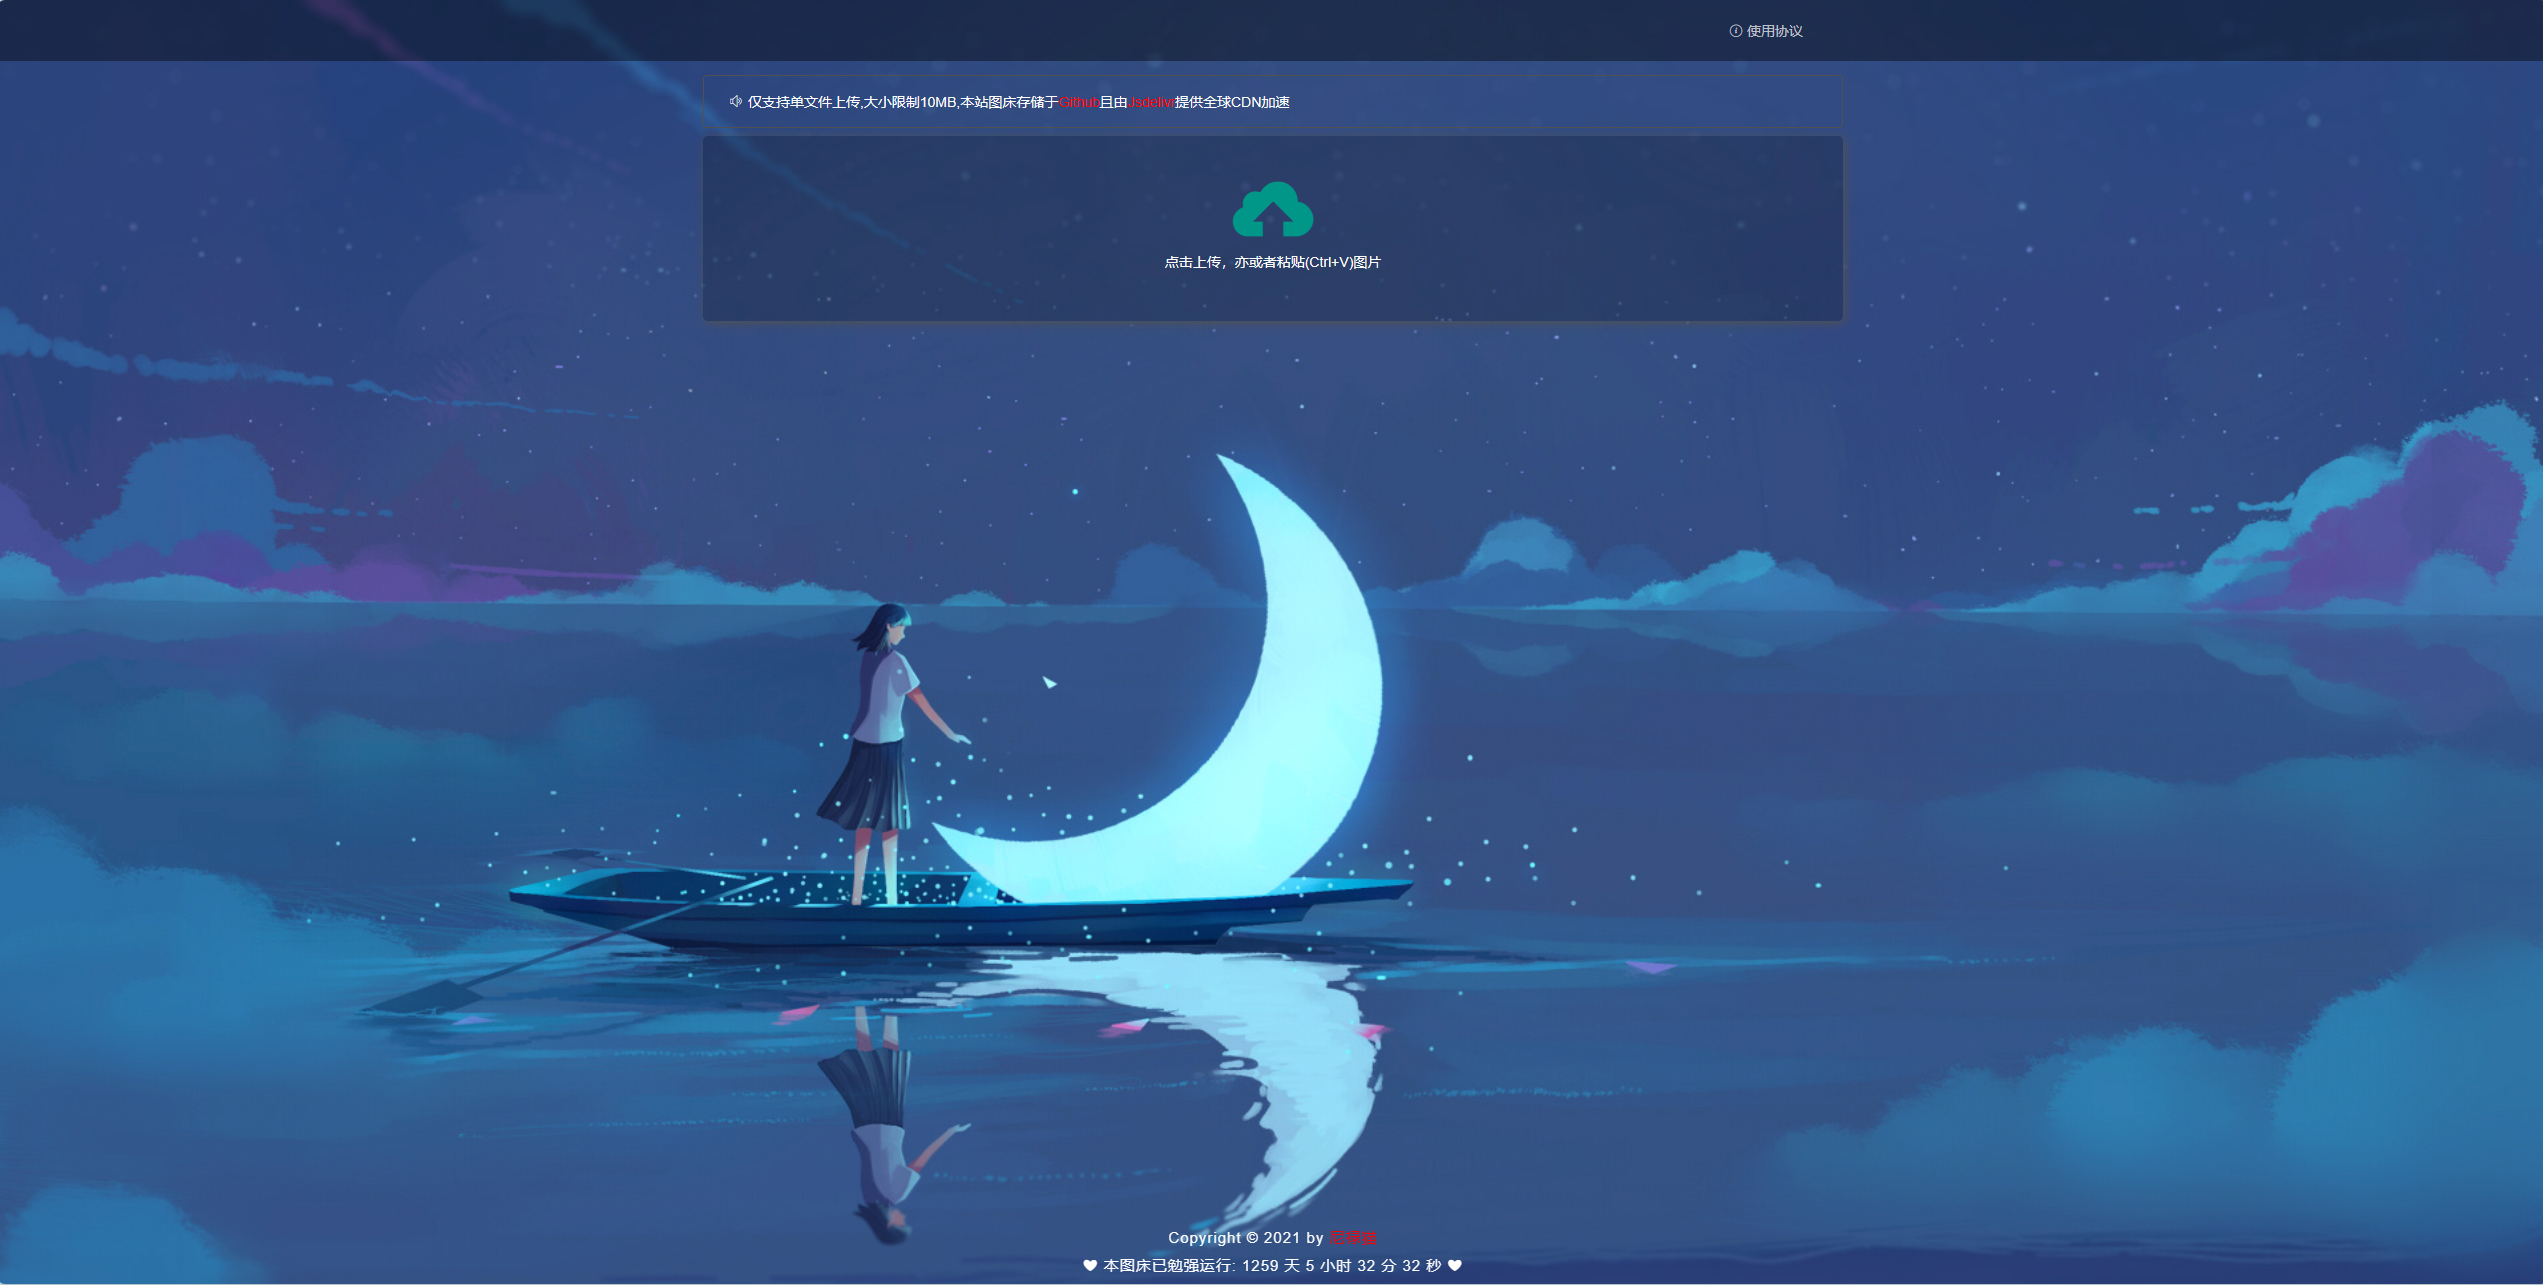 使用协议
仅支持单文件上传,大小限制10MB,本站图床存储于Github且由Jsdelivr提供全球CDN加速
点击上传，亦或者粘贴(Ctrl+V)图片
Copyright © 2021 by
本图床已勉强运行: 1259 天 5 小时 32 分 32 秒